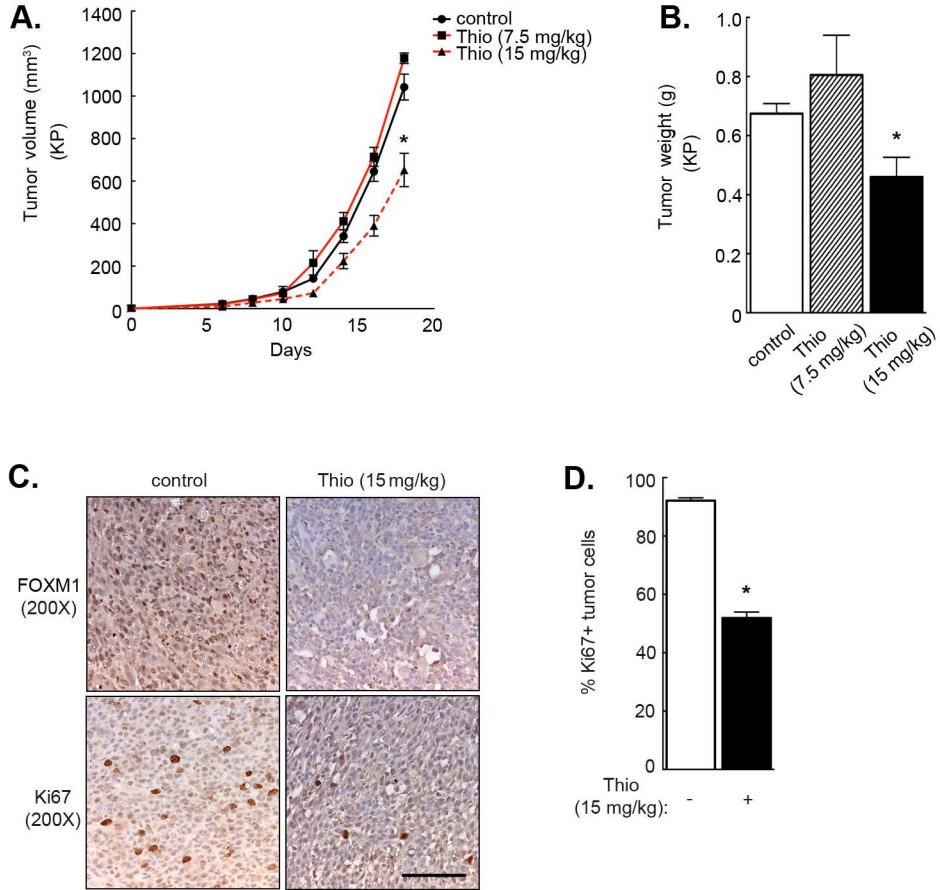 A.
1400
1200
1000
800
600
400
200
0
Tumor volume (mm³)
(KP)
0 5 10 15 20
Days
*
control
Thio (7.5 mg/kg)
Thio (15 mg/kg)
B.
1.0
0.8
0.6
0.4
0.2
0
Tumor weight (g)
(KP)
*
control
Thio
(7.5 mg/kg)
Thio
(15 mg/kg)
C.
control Thio (15 mg/kg)
FOXM1
(200X)
Ki67
(200X)
D.
100
80
60
40
20
0
% Ki67+ tumor cells
*
Thio
(15 mg/kg): - +